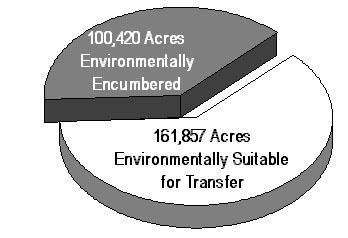 100,420 Acres
Environmentally
Encumbered
161,857 Acres
Environmentally Suitable
for Transfer